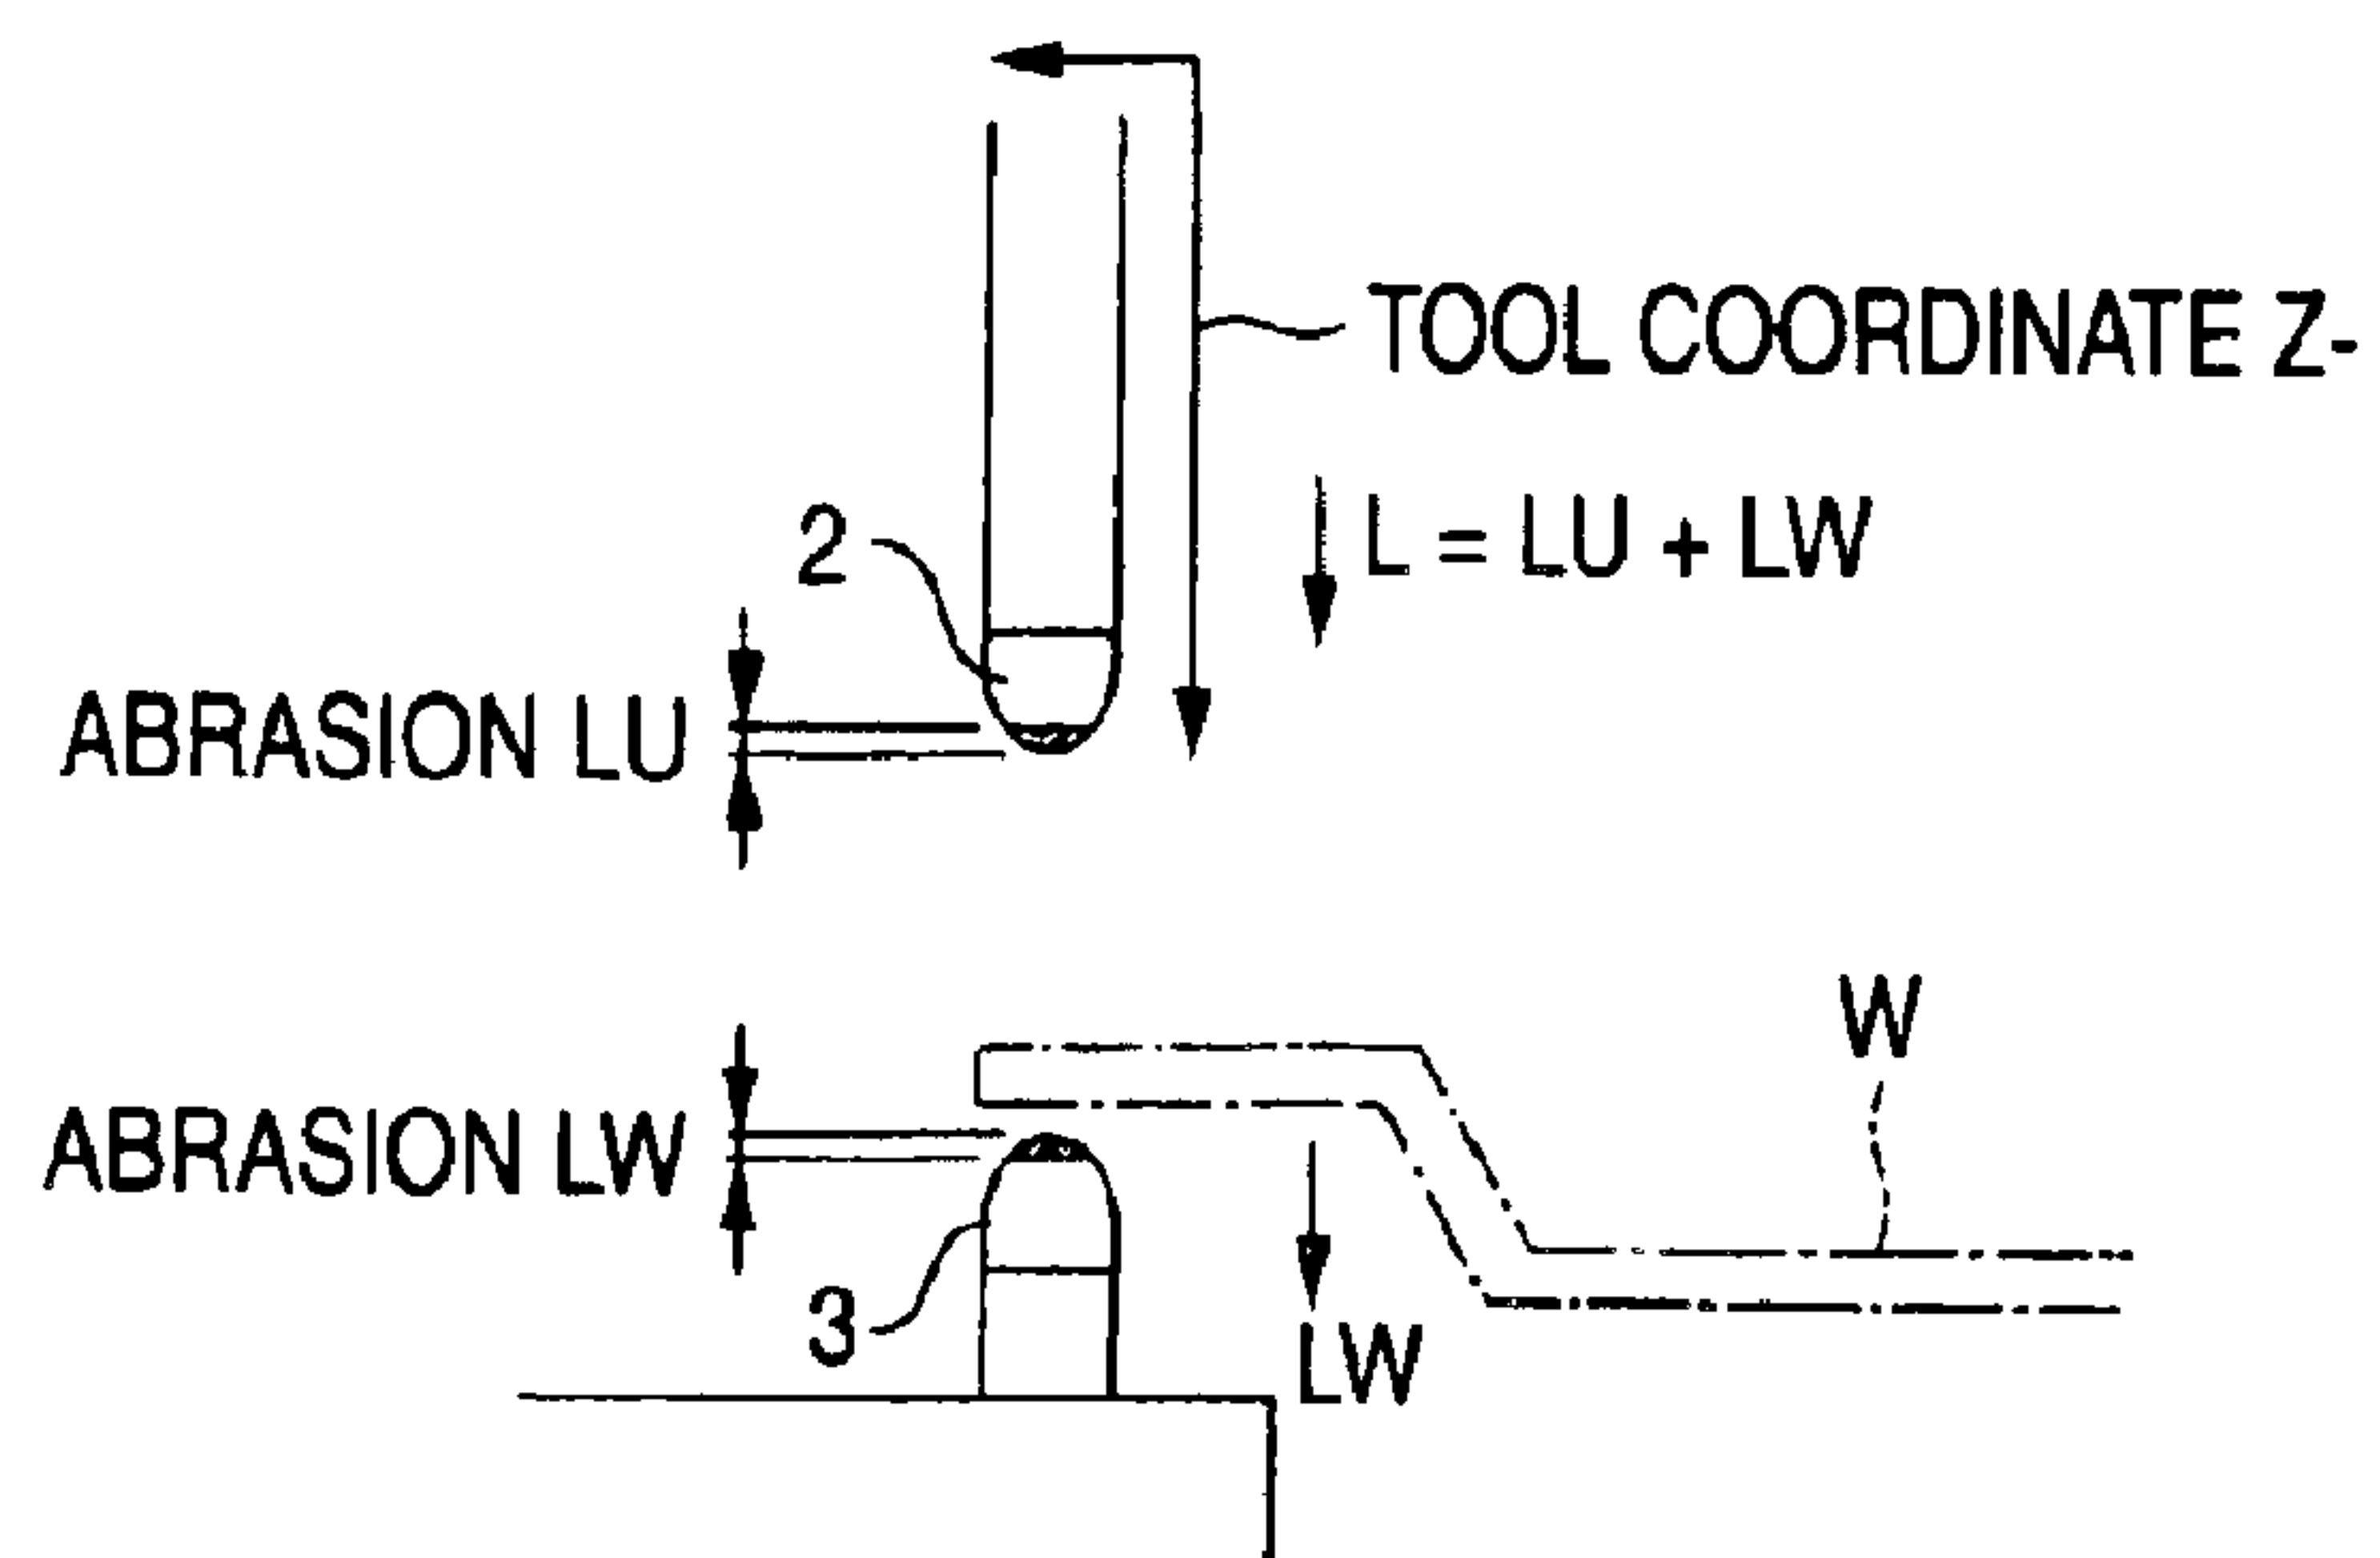 TOOL COORDINATE Z-
2
L = LU + LW
ABRASION LU
W
ABRASION LW
3
LW